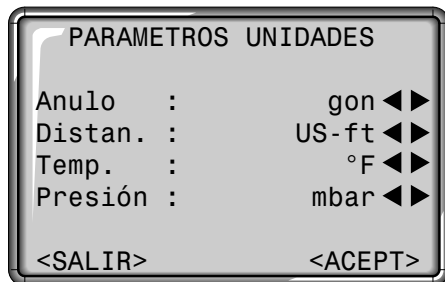 PARAMETROS UNIDADES
Anulo : gon ◀▶
Distan. : US-ft ◀▶
Temp. : °F ◀▶
Presión : mbar ◀▶
<SALIR> <ACEPT>